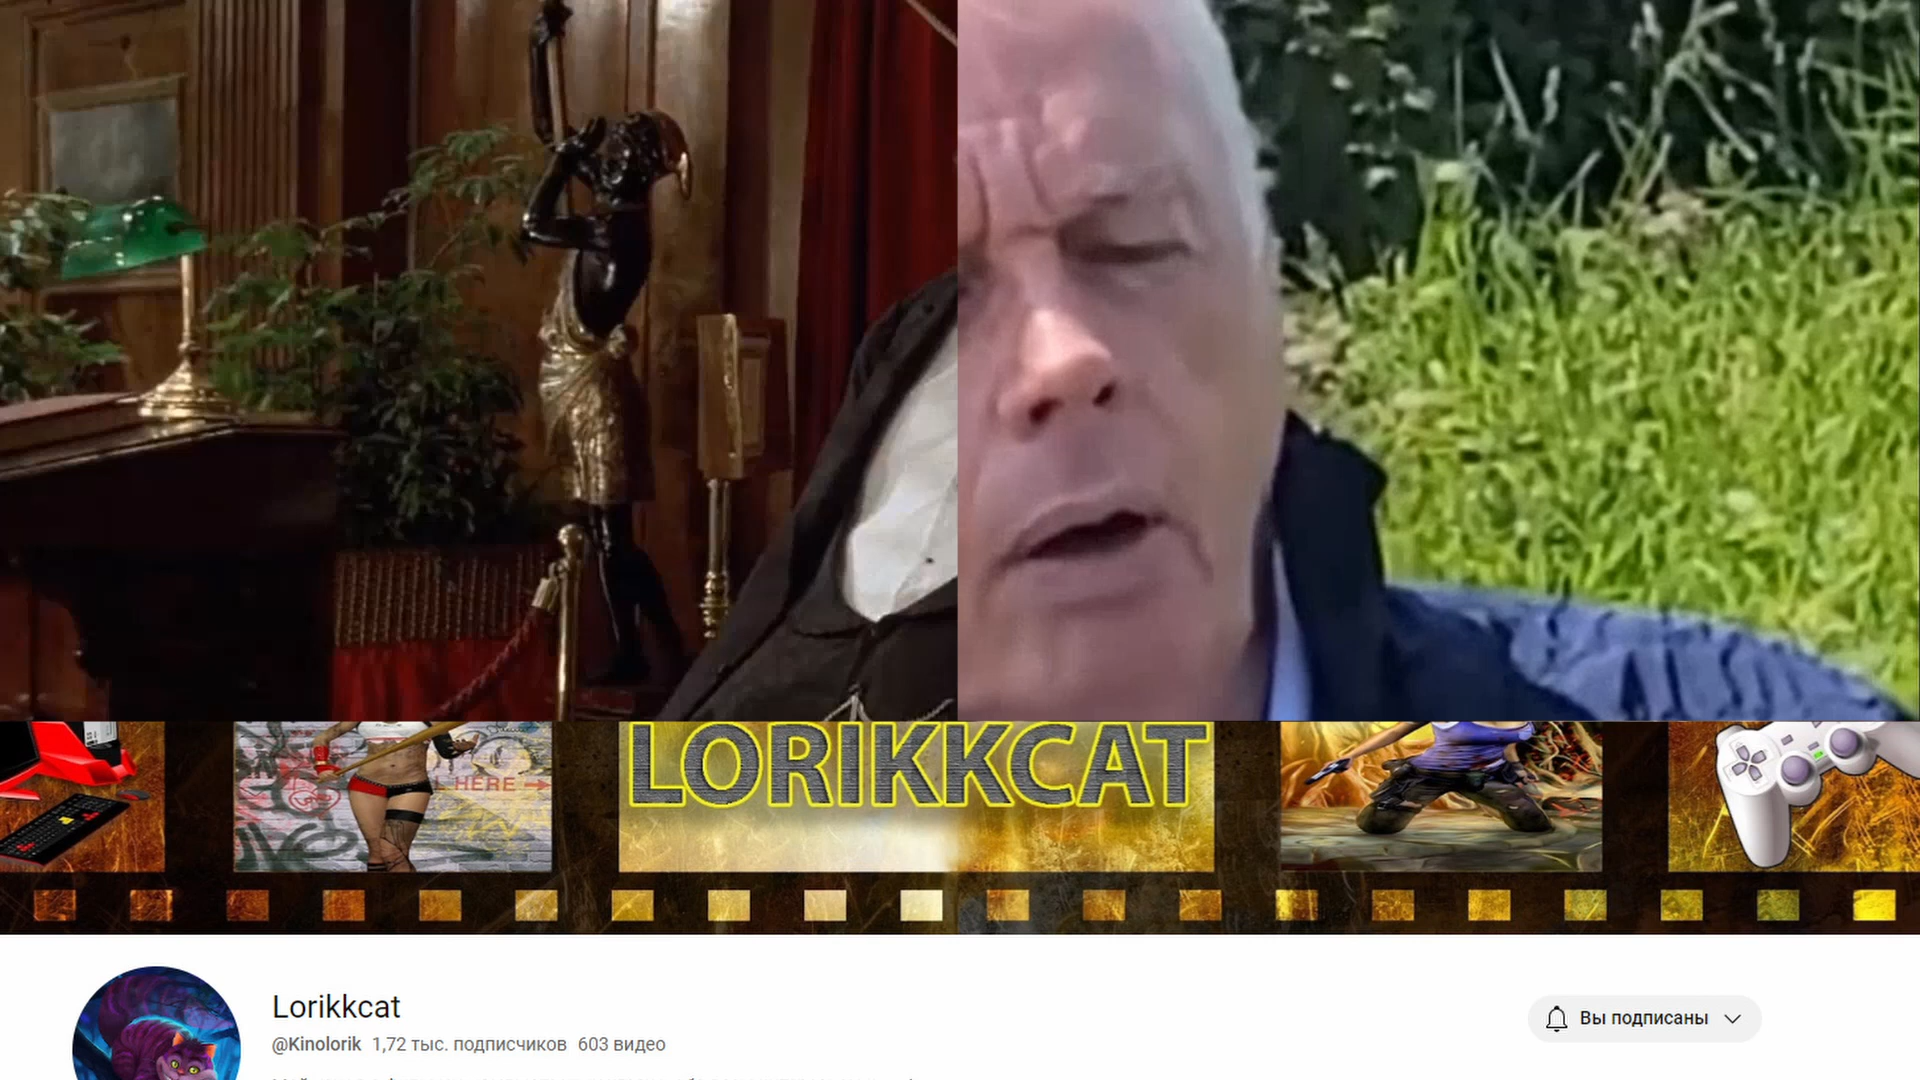 HERE
LORIKKCAT
Lorikkcat
@Kinolorik 1,72 тыс. подписчиков 603 видео
Вы подписаны